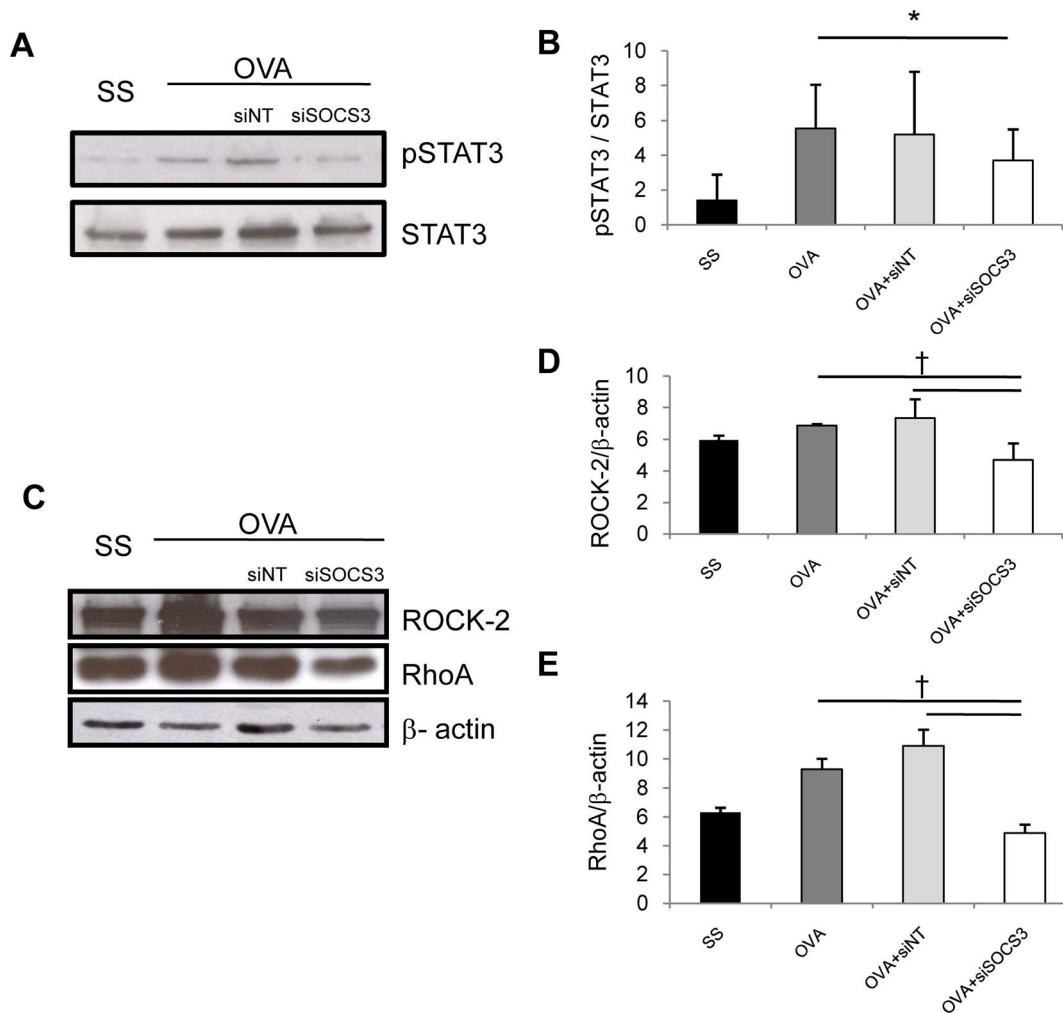 A
SS
OVA
siNT siSOCS3
pSTAT3
STAT3
B
*
pSTAT3 / STAT3
10
8
6
4
2
0
SS
OVA
OVA+siNT
OVA+siSOCS3
C
SS
OVA
siNT siSOCS3
ROCK-2
RhoA
β- actin
D
†
ROCK-2/β-actin
10
8
6
4
2
0
SS
OVA
OVA+siNT
OVA+siSOCS3
E
†
RhoA/β-actin
14
12
10
8
6
4
2
0
SS
OVA
OVA+siNT
OVA+siSOCS3